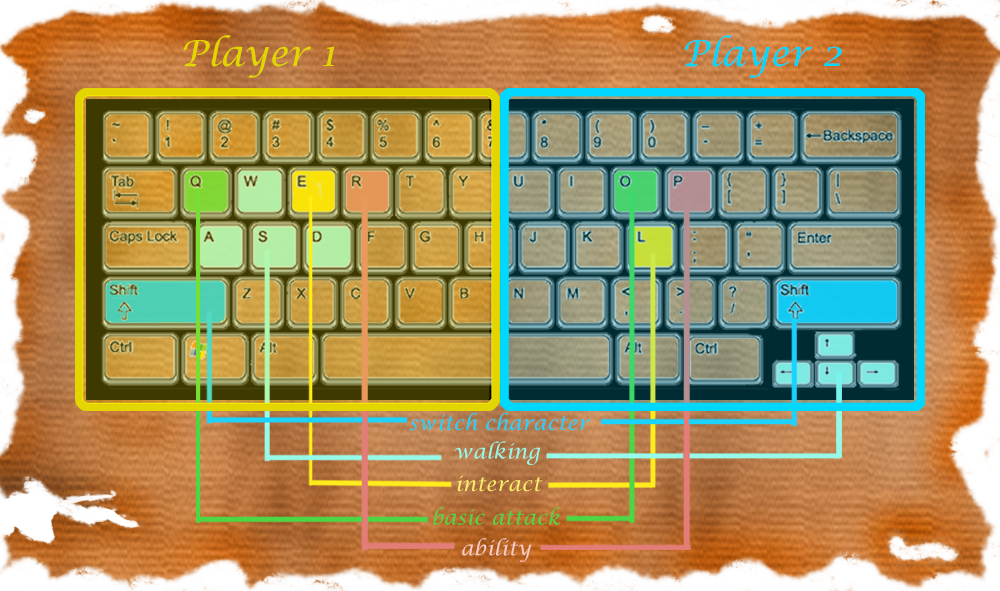 Player 1 Player 2
~ ` ! 1 @ 2 # 3 $ 4 % 5 ^ 6 & 7 * 8 ( 9 ) 0 - - + = ←Backspace
Tab Q W E R T Y U I O P { [ } ] | \
Caps Lock A S D F G H J K L : ; " ' Enter
Shift Z X C V B N M < , > . ? / Shift
Ctrl Alt Alt Ctrl ↑
← ↓ →
switch character
walking
interact
basic attack
ability